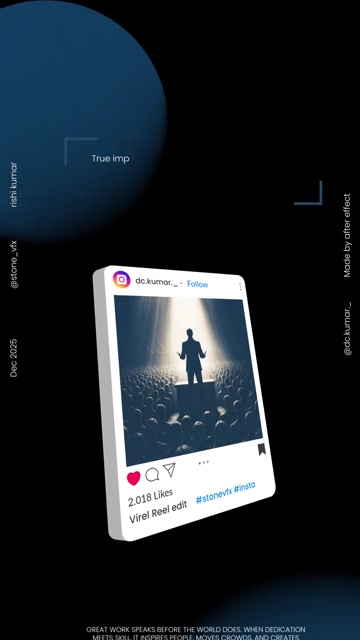 True imp
rishi kumar
@stone_vfx
Dec 2025
Made by after effect
@dc.kumar._
dc.kumar._ · Follow
2.018 Likes
Virel Reel edit #stonevfx #insta
GREAT WORK SPEAKS BEFORE THE WORLD DOES. WHEN DEDICATION
MEETS SKILL, IT INSPIRES PEOPLE, MOVES CROWDS, AND CREATES